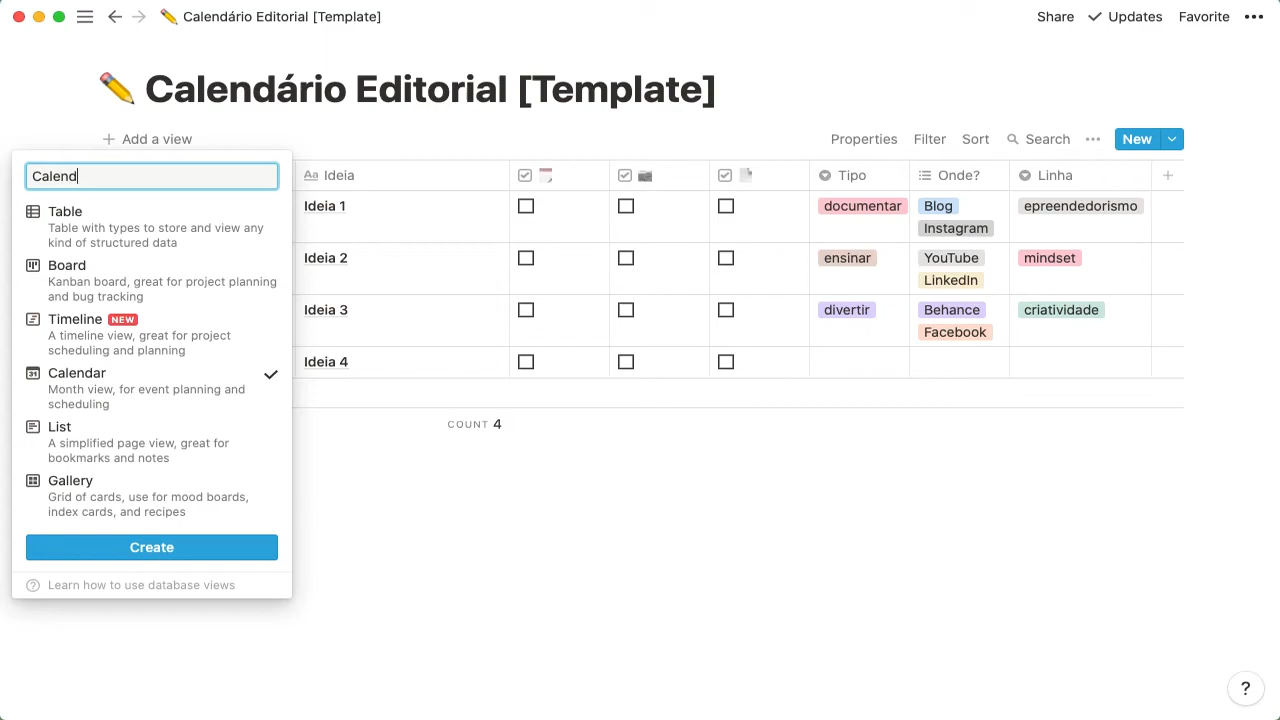 Calendário Editorial [Template]
Share Updates Favorite
Calendário Editorial [Template]
Add a view
Properties Filter Sort Search New
Calend
Table
Table with types to store and view any
kind of structured data
Board
Kanban board, great for project planning
and bug tracking
Timeline NEW
A timeline view, great for project
scheduling and planning
Calendar
Month view, for event planning and
scheduling
List
A simplified page view, great for
bookmarks and notes
Gallery
Grid of cards, use for mood boards,
index cards, and recipes
Create
Learn how to use database views
Aa Ideia Tipo Onde? Linha
Ideia 1 documentar Blog epreendedorismo
Instagram
Ideia 2 ensinar YouTube mindset
LinkedIn
Ideia 3 divertir Behance criatividade
Facebook
Ideia 4
COUNT 4
?